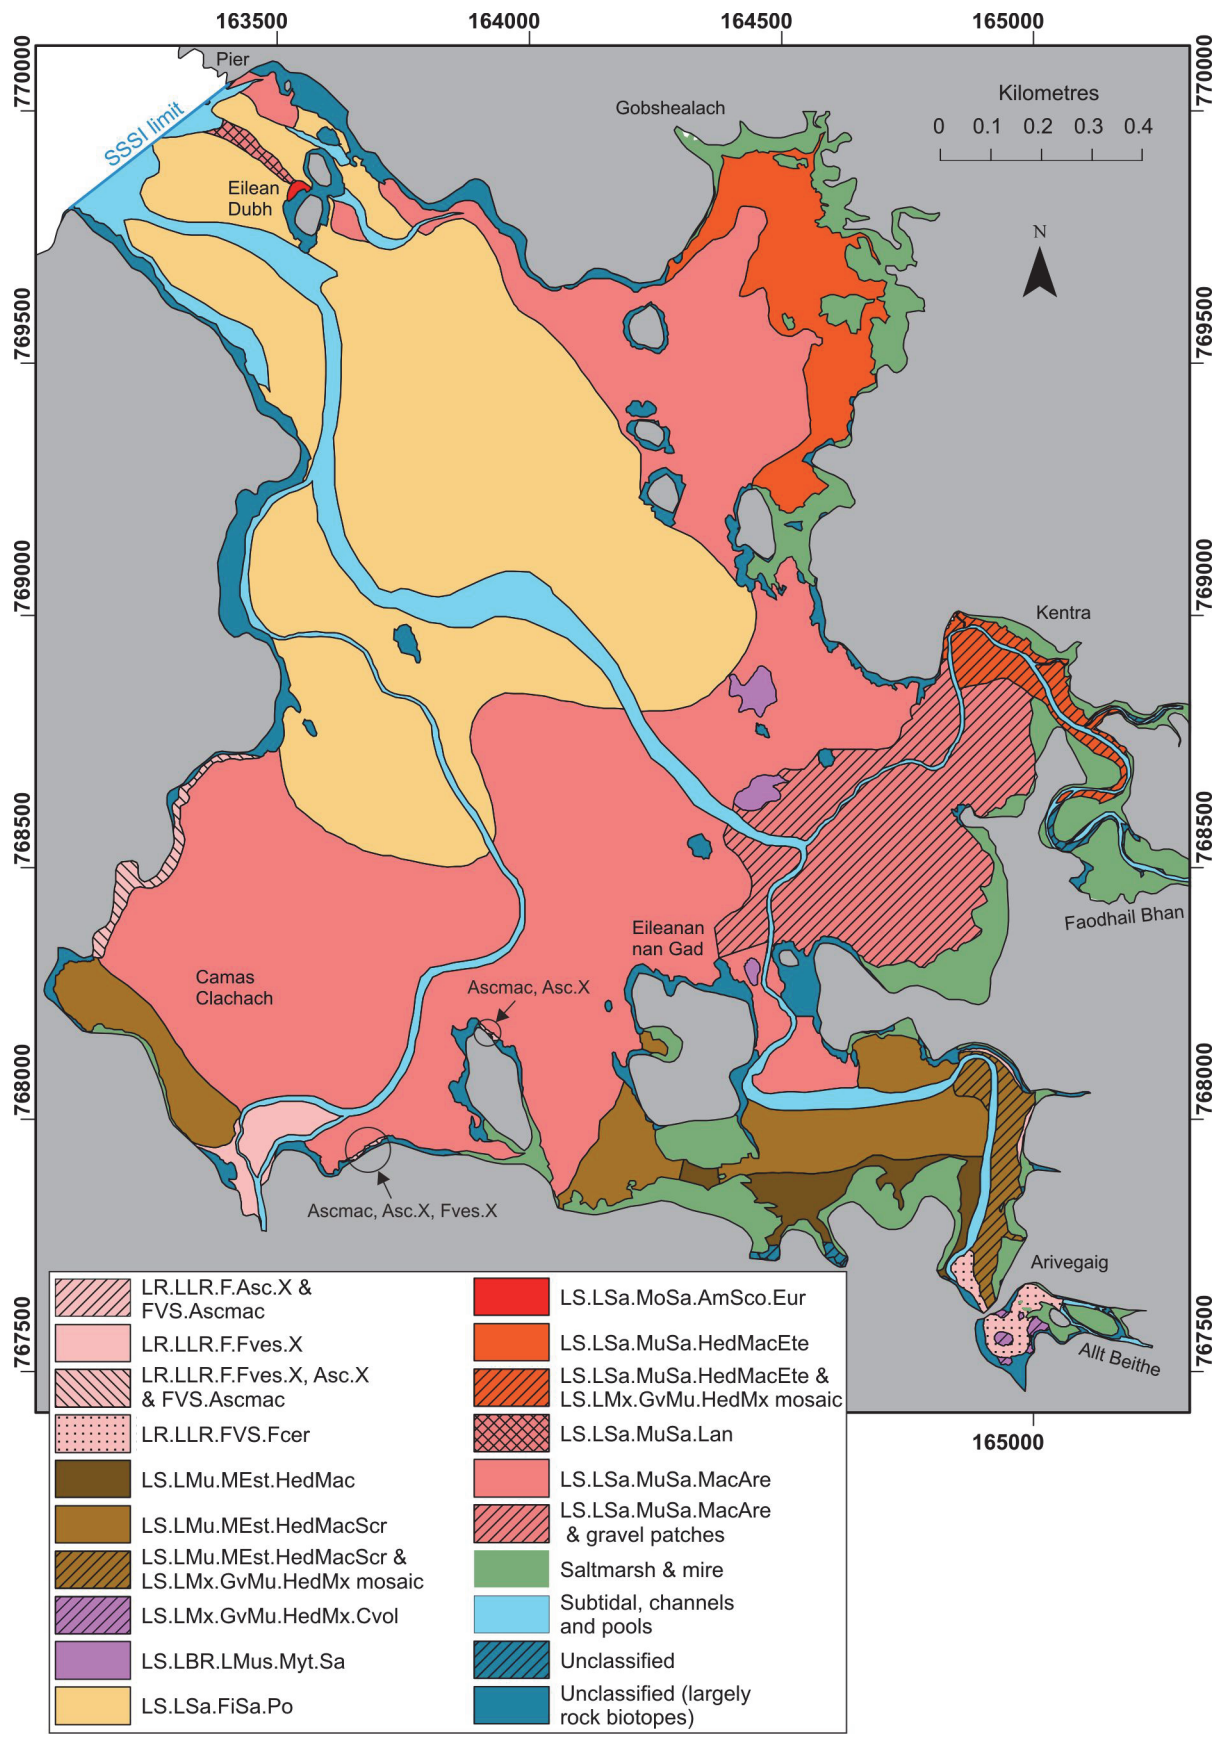 163500
164000
164500
165000
770000
770000
Pier
SSSI limit
Gobshealach
Kilometres
0 0.1 0.2 0.3 0.4
Eilean
Dubh
N
769500
769500
769000
769000
Kentra
768500
768500
Faodhail Bhan
Eileanan
nan Gad
Camas
Clachach
Ascmac, Asc.X
768000
768000
Ascmac, Asc.X, Fves.X
Arivegaig
Allt Beithe
767500
767500
165000
LR.LLR.F.Asc.X &
FVS.Ascmac
LR.LLR.F.Fves.X
LR.LLR.F.Fves.X, Asc.X
& FVS.Ascmac
LR.LLR.FVS.Fcer
LS.LMu.MEst.HedMac
LS.LMu.MEst.HedMacScr
LS.LMu.MEst.HedMacScr &
LS.LMx.GvMu.HedMx mosaic
LS.LMx.GvMu.HedMx.Cvol
LS.LBR.LMus.Myt.Sa
LS.LSa.FiSa.Po
LS.LSa.MoSa.AmSco.Eur
LS.LSa.MuSa.HedMacEte
LS.LSa.MuSa.HedMacEte &
LS.LMx.GvMu.HedMx mosaic
LS.LSa.MuSa.Lan
LS.LSa.MuSa.MacAre
LS.LSa.MuSa.MacAre
& gravel patches
Saltmarsh & mire
Subtidal, channels
and pools
Unclassified
Unclassified (largely
rock biotopes)